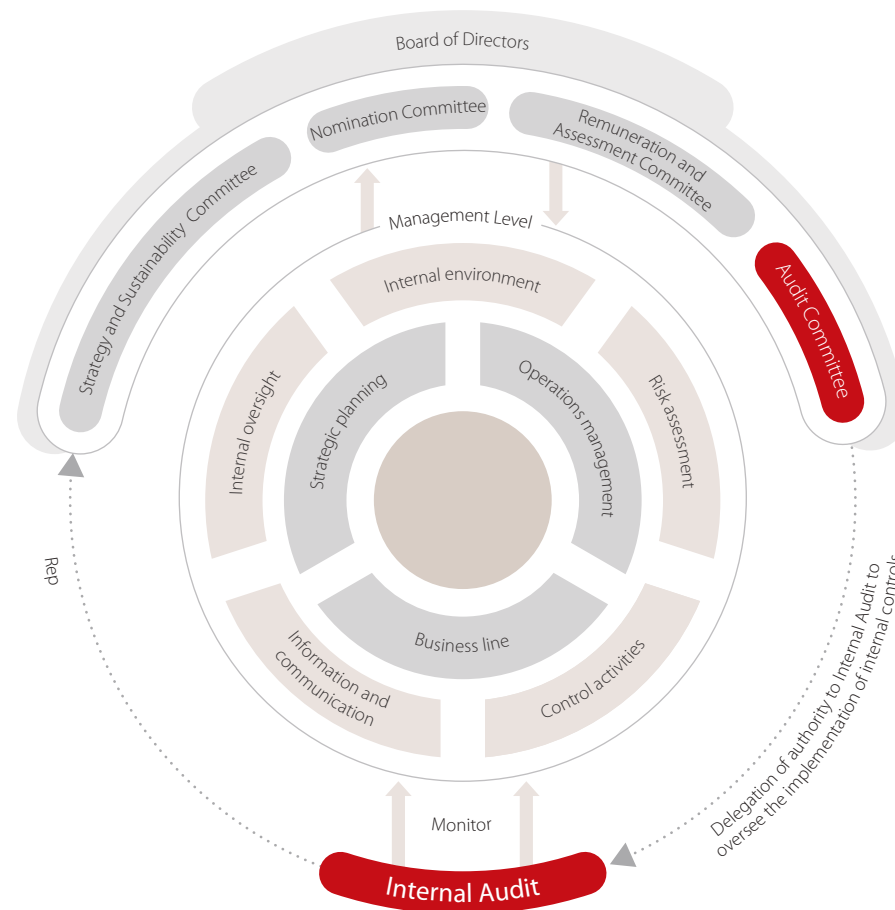 Board of Directors
Nomination Committee
Remuneration and
Assessment Committee
Strategy and Sustainability Committee
Audit Committee
Management Level
Internal environment
Internal oversight
Risk assessment
Strategic planning
Operations management
Business line
Information and
communication
Control activities
Rep
Delegation of authority to Internal Audit to
oversee the implementation of internal controls
Monitor
Internal Audit